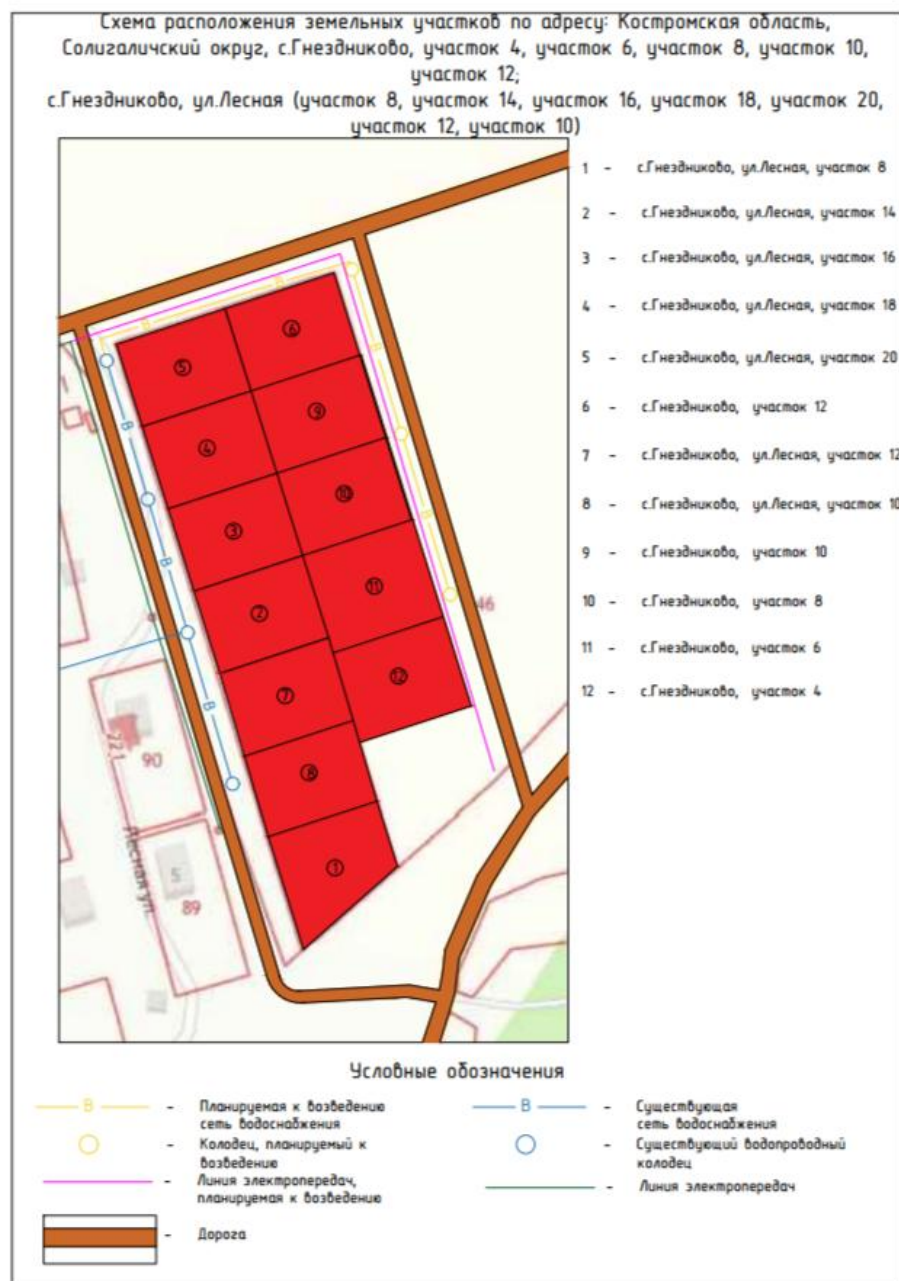 Схема расположения земельных участков по адресу: Костромская область,
Солигаличский округ, с.Гнездниково, участок 4, участок 6, участок 8, участок 10,
участок 12;
с.Гнездниково, ул.Лесная (участок 8, участок 14, участок 16, участок 18, участок 20,
участок 12, участок 10)
1 - с.Гнездниково, ул.Лесная, участок 8
2 - с.Гнездниково, ул.Лесная, участок 14
3 - с.Гнездниково, ул.Лесная, участок 16
4 - с.Гнездниково, ул.Лесная, участок 18
5 - с.Гнездниково, ул.Лесная, участок 20
6 - с.Гнездниково, участок 12
7 - с.Гнездниково, ул.Лесная, участок 12
8 - с.Гнездниково, ул.Лесная, участок 10
9 - с.Гнездниково, участок 10
10 - с.Гнездниково, участок 8
11 - с.Гнездниково, участок 6
12 - с.Гнездниково, участок 4
В
В
В
6
5
9
В
4
10
В
3
11
46
2
В
12
7
В
8
1
221
90
Лесная ул.
5
89
Условные обозначения
В - Планируемая к возведению
сеть водоснабжения
- Колодец, планируемый к
возведению
- Линия электропередач,
планируемая к возведению
- Дорога
В - Существующая
сеть водоснабжения
- Существующий водопроводный
колодец
- Линия электропередач